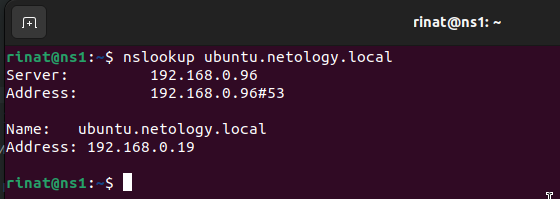 rinat@ns1: ~
rinat@ns1:~$ nslookup ubuntu.netology.local
Server:         192.168.0.96
Address:        192.168.0.96#53
Name:   ubuntu.netology.local
Address: 192.168.0.19
rinat@ns1:~$